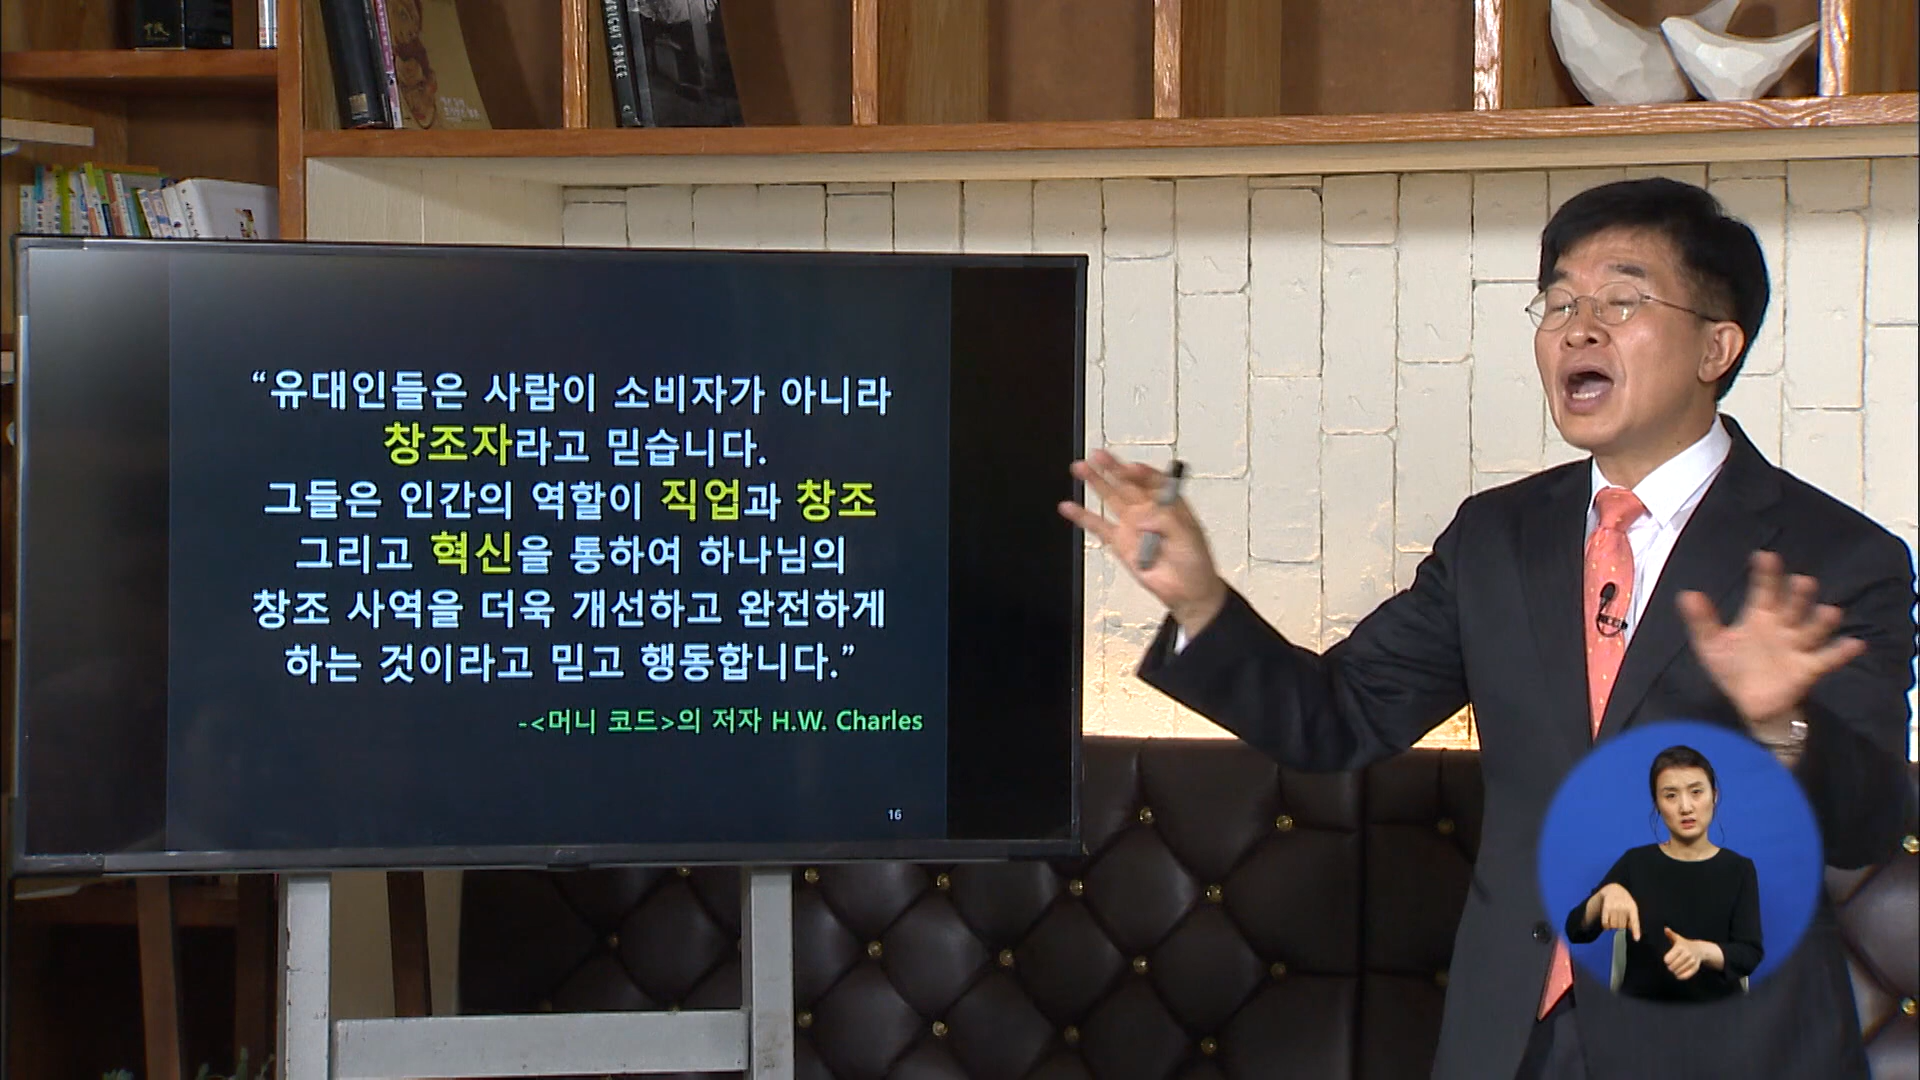 WRIGHT SPACE
“유대인들은 사람이 소비자가 아니라
창조자라고 믿습니다.
그들은 인간의 역할이 직업과 창조
그리고 혁신을 통하여 하나님의
창조 사역을 더욱 개선하고 완전하게
하는 것이라고 믿고 행동합니다.”
-<머니 코드>의 저자 H.W. Charles
16